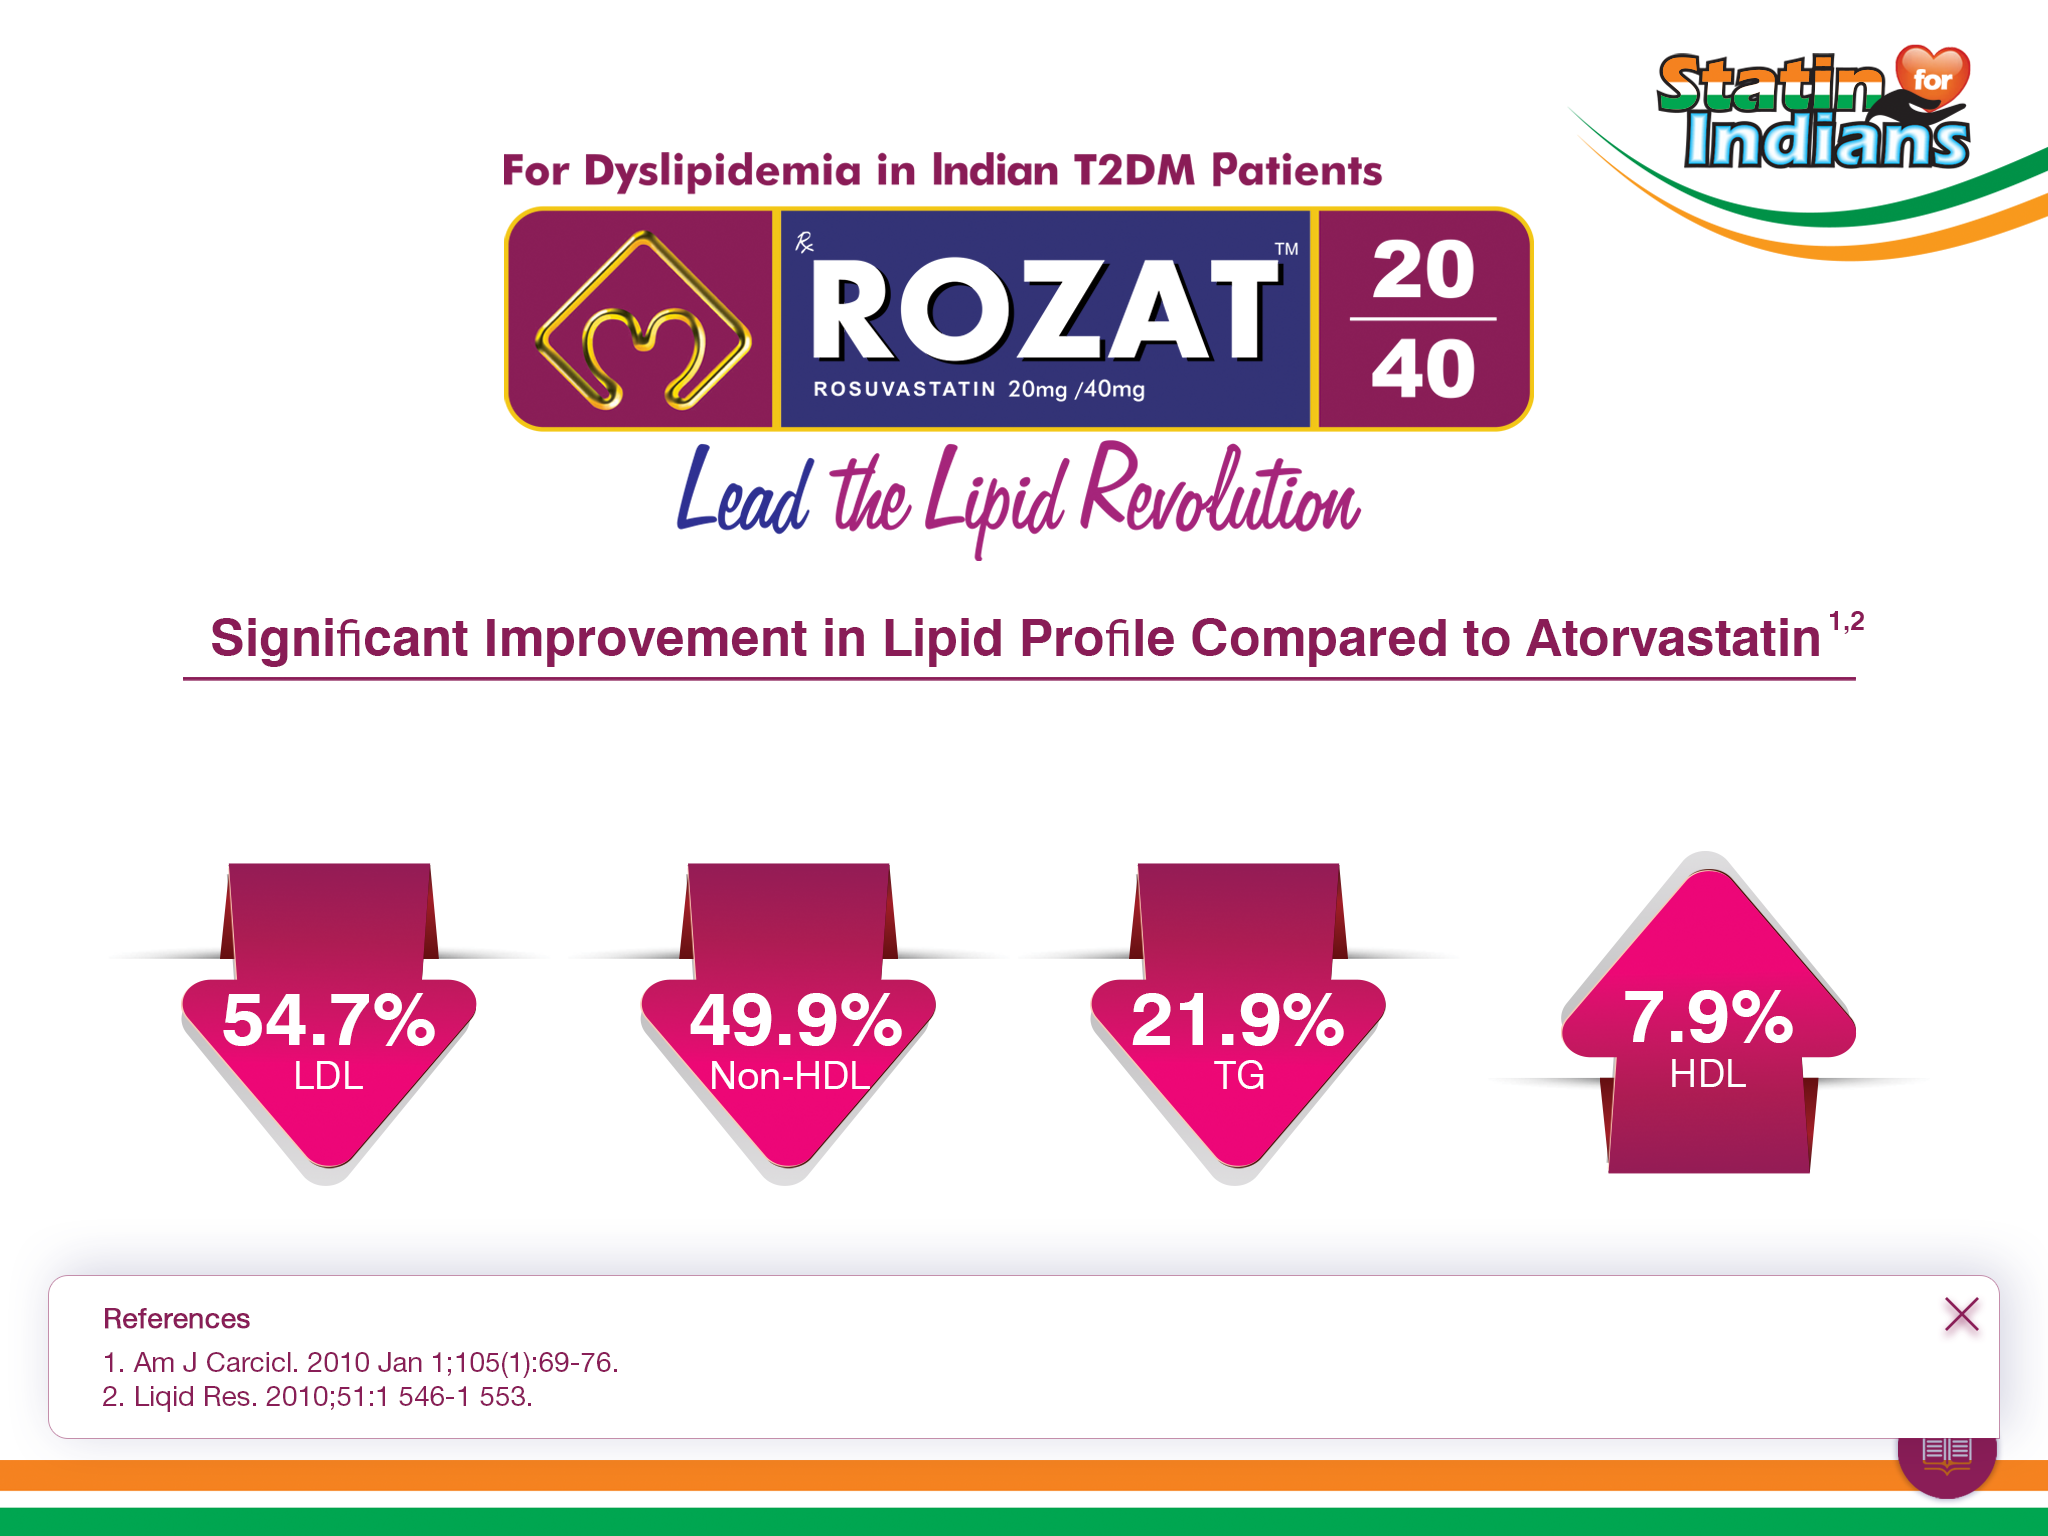 Statin for
Indians
For Dyslipidemia in Indian T2DM Patients
Rx ROZAT™
ROSUVASTATIN 20mg /40mg
20
40
Lead the Lipid Revolution
Significant Improvement in Lipid Profile Compared to Atorvastatin 1,2
54.7%
LDL
49.9%
Non-HDL
21.9%
TG
7.9%
HDL
References
1. Am J Carcicl. 2010 Jan 1;105(1):69-76.
2. Liqid Res. 2010;51:1 546-1 553.